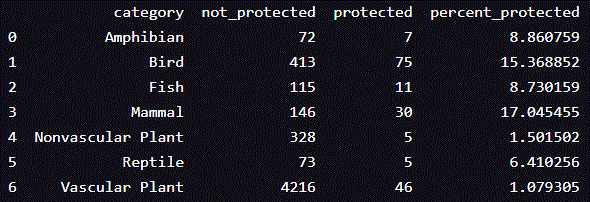 category not_protected protected percent_protected
0 Amphibian 72 7 8.860759
1 Bird 413 75 15.368852
2 Fish 115 11 8.730159
3 Mammal 146 30 17.045455
4 Nonvascular Plant 328 5 1.501502
5 Reptile 73 5 6.410256
6 Vascular Plant 4216 46 1.079305